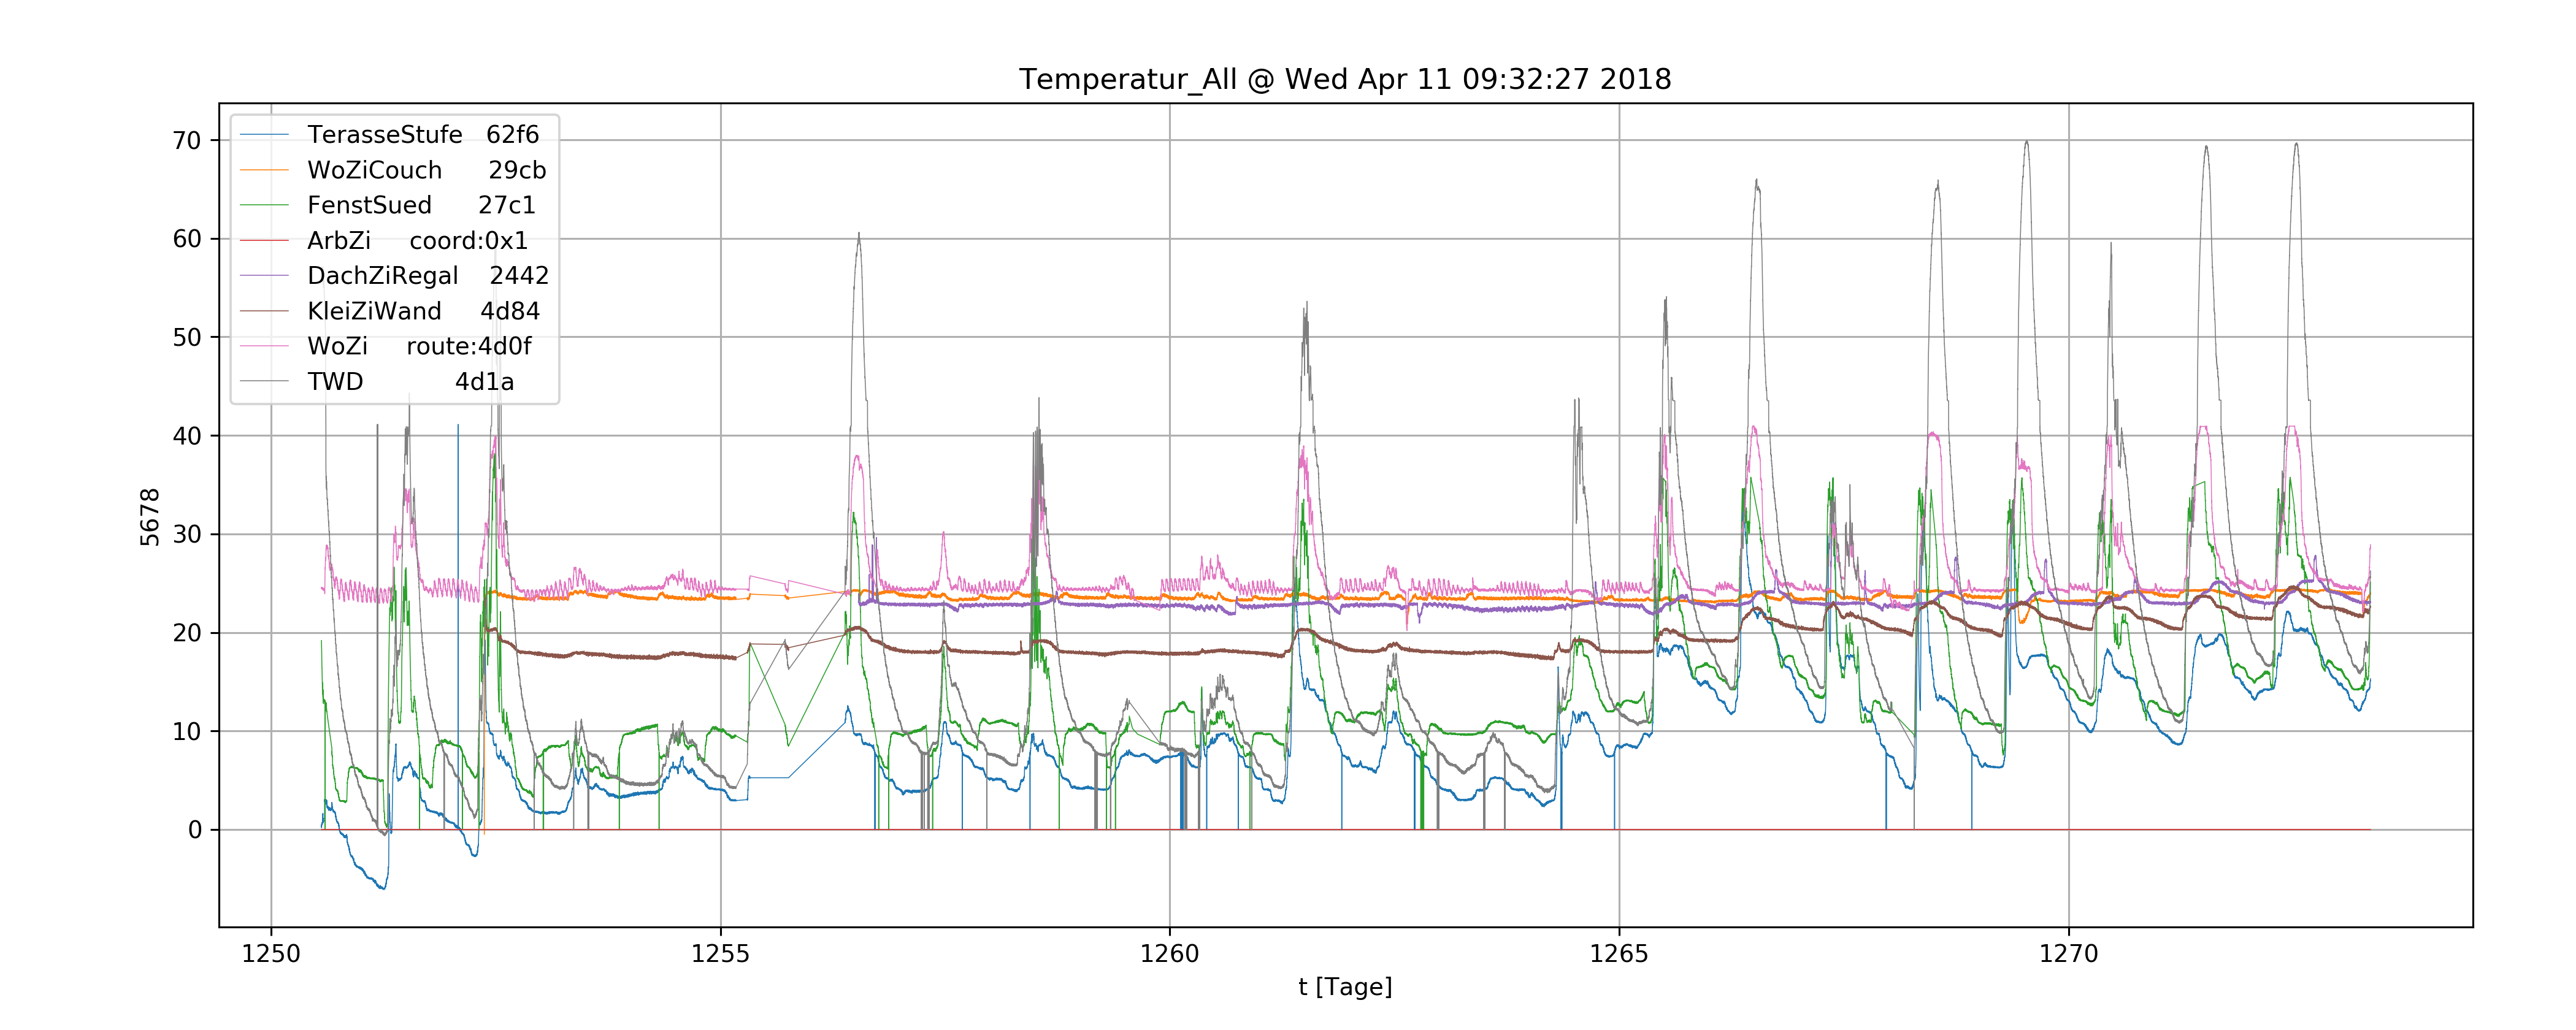 Temperatur_All @ Wed Apr 11 09:32:27 2018
70
60
50
40
30
20
10
0
5678
TerasseStufe 62f6
WoZiCouch 29cb
FenstSued 27c1
ArbZi coord:0x1
DachZiRegal 2442
KleiZiWand 4d84
WoZi route:4d0f
TWD 4d1a
1250 1255 1260 1265 1270
t [Tage]